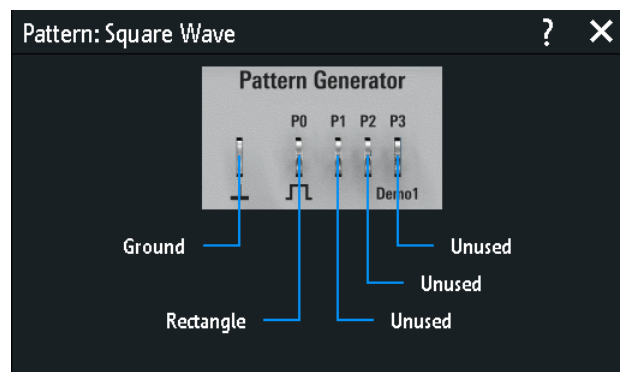 Pattern: Square Wave ? ✕
Pattern Generator
P0 P1 P2 P3
Demo1
Ground
Unused
Unused
Rectangle
Unused